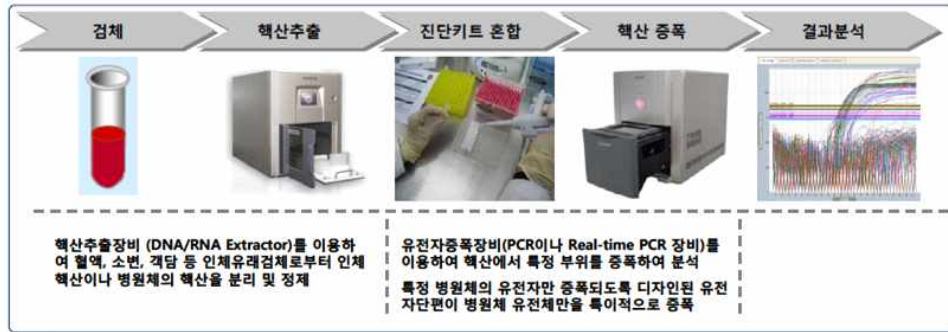 검체
핵산추출
진단키트 혼합
핵산 증폭
결과분석
핵산추출장비 (DNA/RNA Extractor)를 이용하
여 혈액, 소변, 객담 등 인체유래검체로부터 인체
핵산이나 병원체의 핵산을 분리 및 정제
유전자증폭장비(PCR이나 Real-time PCR 장비)를
이용하여 핵산에서 특정 부위를 증폭하여 분석
특정 병원체의 유전자만 증폭되도록 디자인된 유전
자단편이 병원체 유전체만을 특이적으로 증폭